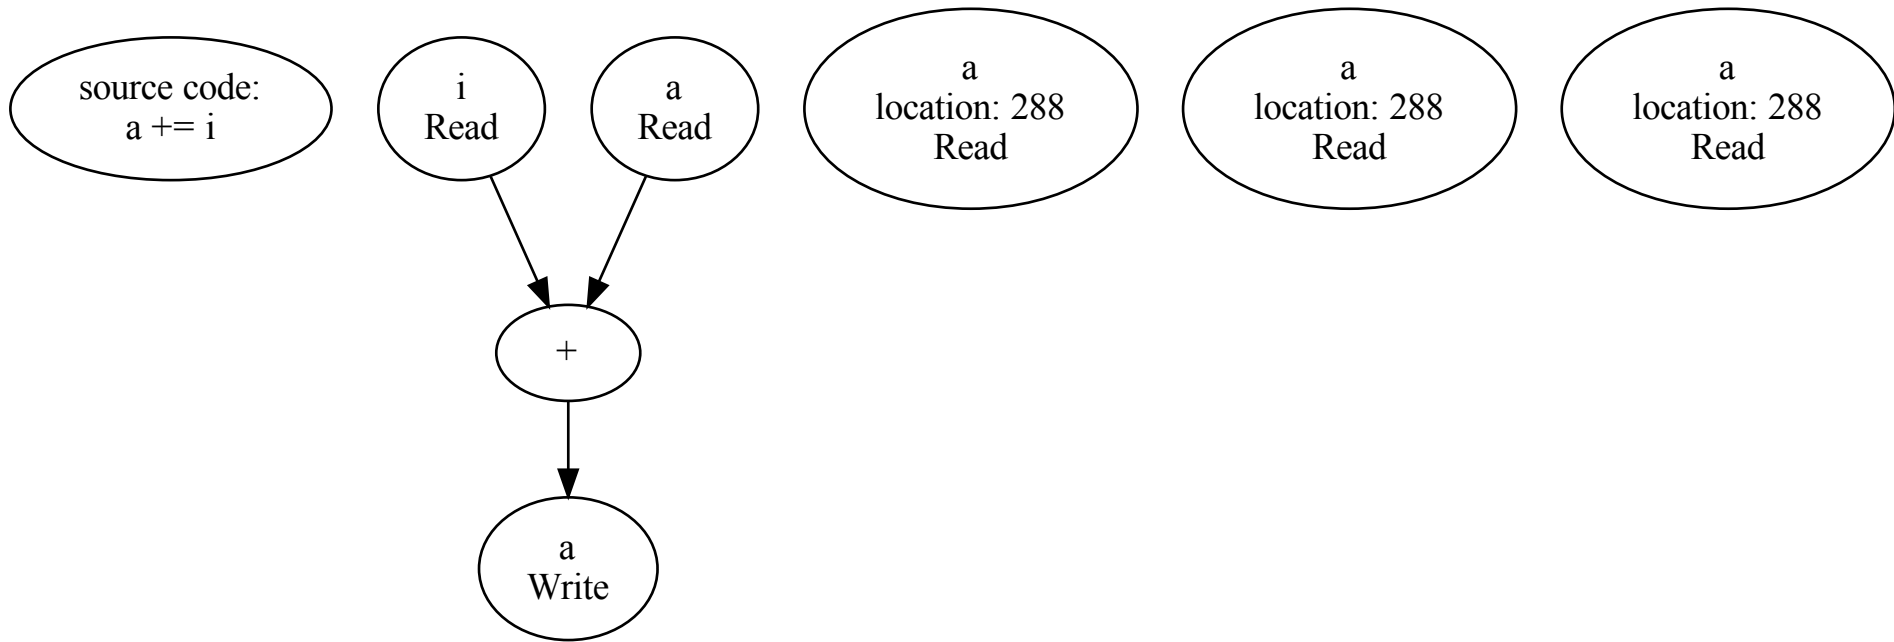 source code:
a += i
i
Read
a
Read
a
location: 288
Read
a
location: 288
Read
a
location: 288
Read
+
a
Write